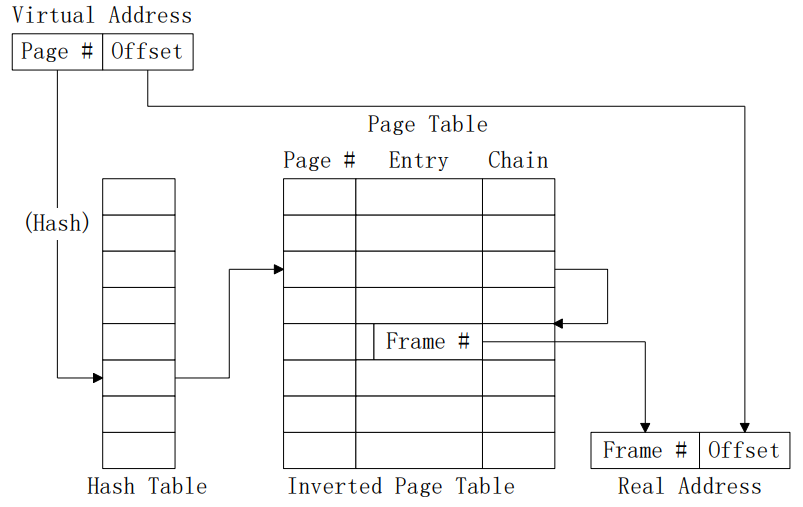 Virtual Address
Page # Offset
Page Table
Page # Entry Chain
(Hash)
Frame #
Frame # Offset
Hash Table Inverted Page Table Real Address